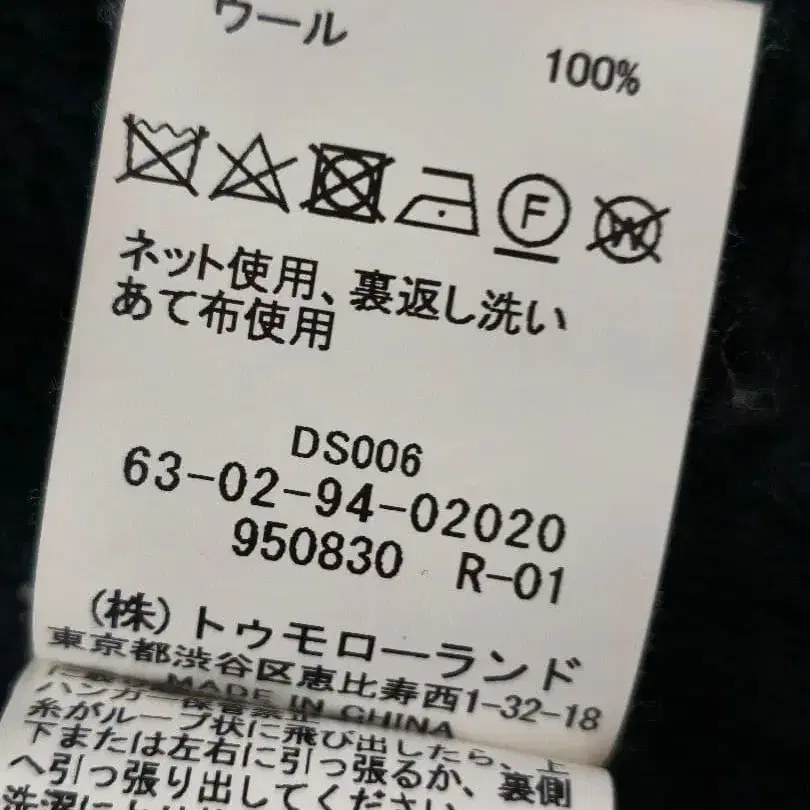 ウール
100%
F
W
ネット使用、裏返し洗い
あて布使用
DS006
63-02-94-02020
950830 R-01
(株)トゥモローランド
東京都渋谷区恵比寿西1-32-18
MADE IN CHINA
糸がループ状に飛び出したら、上
下または左右に引っ張るか、裏側
へ引っ張り出してください